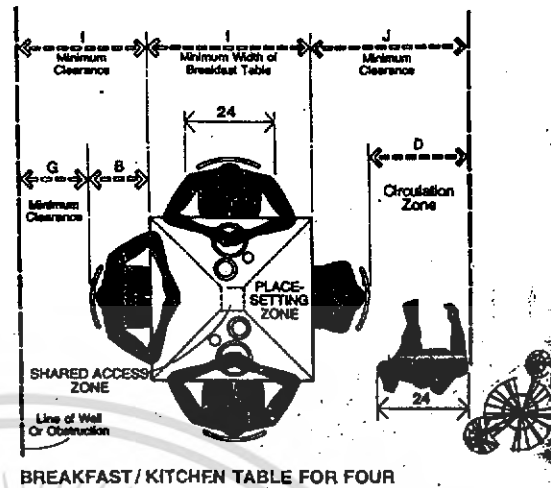 I
Minimum
Clearance
I
Minimum Width of
Breakfast Table
J
Minimum
Clearance
24
G
B
D
Minimum
Clearance
Circulation
Zone
PLACE-
SETTING
ZONE
SHARED ACCESS
ZONE
24
Line of Wall
Or Obstruction
BREAKFAST/KITCHEN TABLE FOR FOUR